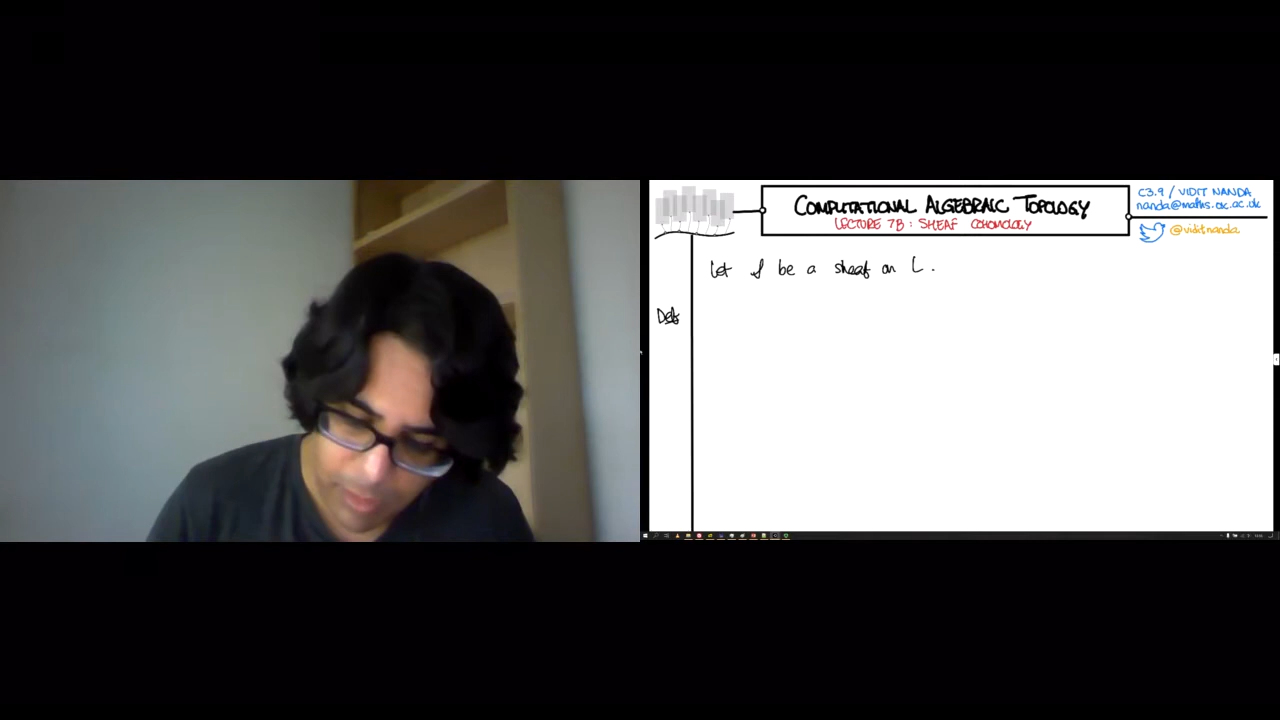 COMPUTATIONAL ALGEBRAIC TOPOLOGY
LECTURE 7B : SHEAF COHOMOLOGY
C3.9 / VIDIT NANDA
nanda@maths.ox.ac.uk
@viditnanda
Let 𝒮 be a sheaf on L.
Def